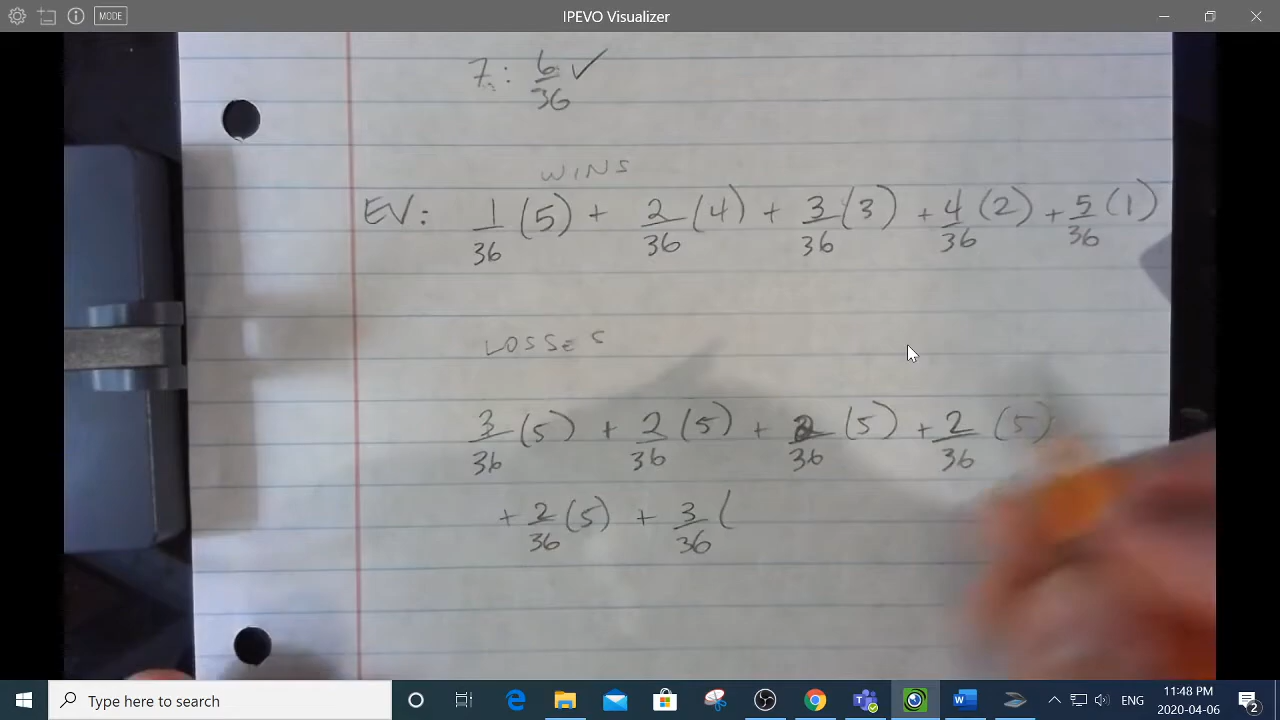 MODE IPEVO Visualizer
7: 6/36 ✓
WINS
EV: 1/36 (5) + 2/36 (4) + 3/36 (3) + 4/36 (2) + 5/36 (1)
LOSSES
3/36 (5) + 2/36 (5) + 2/36 (5) + 2/36 (5)
+ 2/36 (5) + 3/36 (
Type here to search
ENG
11:48 PM
2020-04-06
2